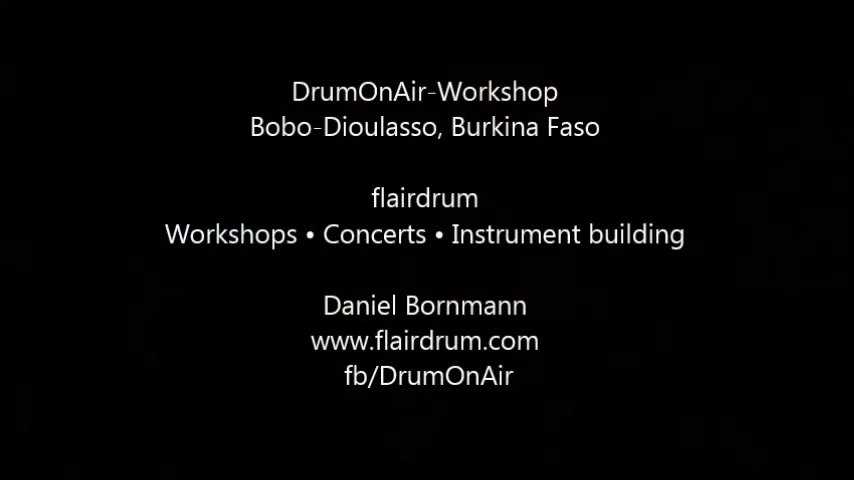 DrumOnAir-Workshop
Bobo-Dioulasso, Burkina Faso
flairdrum
Workshops • Concerts • Instrument building
Daniel Bornmann
www.flairdrum.com
fb/DrumOnAir